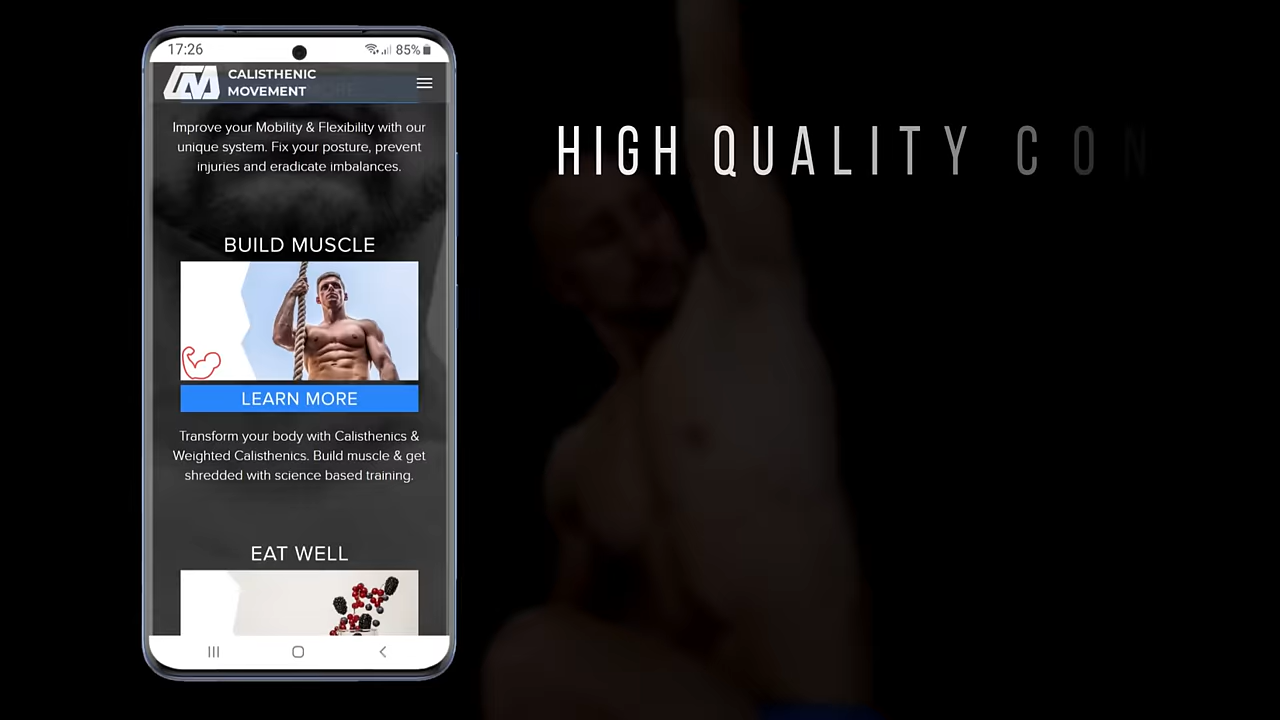 17:26
85%
CALISTHENIC
MOVEMENT
Improve your Mobility & Flexibility with our
unique system. Fix your posture, prevent
injuries and eradicate imbalances.
BUILD MUSCLE
LEARN MORE
Transform your body with Calisthenics &
Weighted Calisthenics. Build muscle & get
shredded with science based training.
EAT WELL
HIGH QUALITY CON